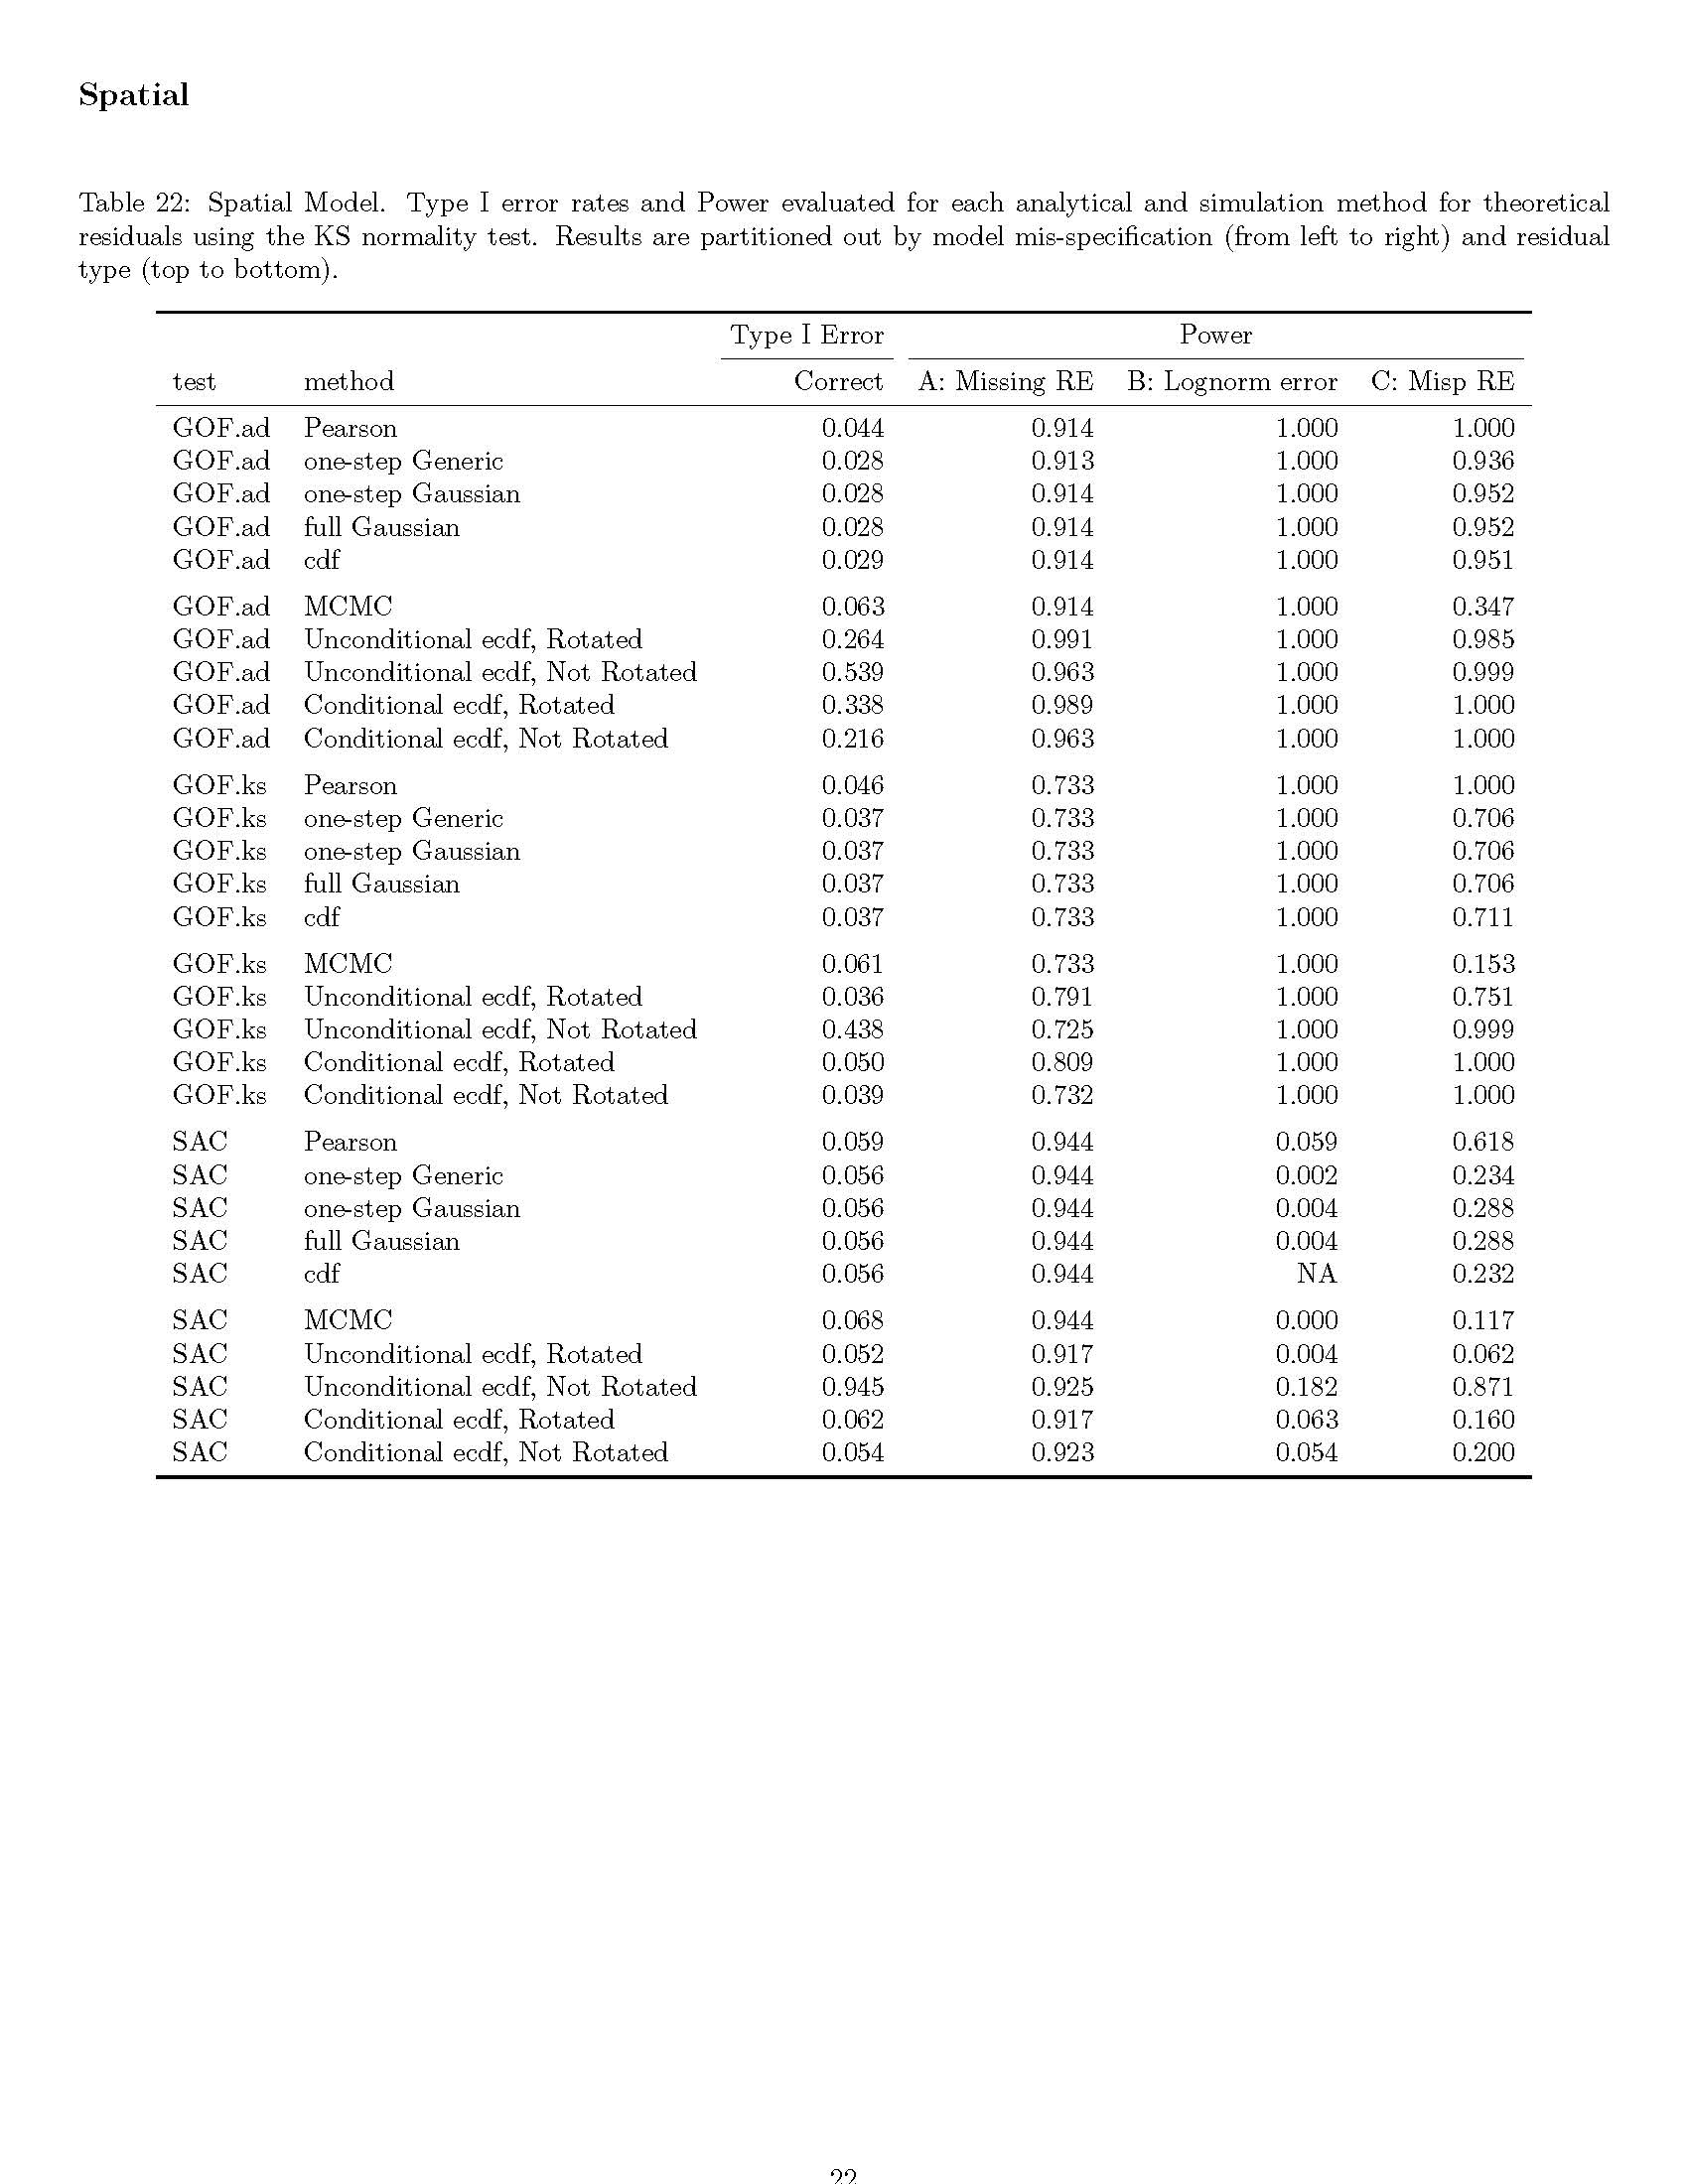 Spatial
Table 22: Spatial Model. Type I error rates and Power evaluated for each analytical and simulation method for theoretical
residuals using the KS normality test. Results are partitioned out by model mis-specification (from left to right) and residual
type (top to bottom).
Type I Error Power
test method Correct A: Missing RE B: Lognorm error C: Misp RE
GOF.ad Pearson 0.044 0.914 1.000 1.000
GOF.ad one-step Generic 0.028 0.913 1.000 0.936
GOF.ad one-step Gaussian 0.028 0.914 1.000 0.952
GOF.ad full Gaussian 0.028 0.914 1.000 0.952
GOF.ad cdf 0.029 0.914 1.000 0.951
GOF.ad MCMC 0.063 0.914 1.000 0.347
GOF.ad Unconditional ecdf, Rotated 0.264 0.991 1.000 0.985
GOF.ad Unconditional ecdf, Not Rotated 0.539 0.963 1.000 0.999
GOF.ad Conditional ecdf, Rotated 0.338 0.989 1.000 1.000
GOF.ad Conditional ecdf, Not Rotated 0.216 0.963 1.000 1.000
GOF.ks Pearson 0.046 0.733 1.000 1.000
GOF.ks one-step Generic 0.037 0.733 1.000 0.706
GOF.ks one-step Gaussian 0.037 0.733 1.000 0.706
GOF.ks full Gaussian 0.037 0.733 1.000 0.706
GOF.ks cdf 0.037 0.733 1.000 0.711
GOF.ks MCMC 0.061 0.733 1.000 0.153
GOF.ks Unconditional ecdf, Rotated 0.036 0.791 1.000 0.751
GOF.ks Unconditional ecdf, Not Rotated 0.438 0.725 1.000 0.999
GOF.ks Conditional ecdf, Rotated 0.050 0.809 1.000 1.000
GOF.ks Conditional ecdf, Not Rotated 0.039 0.732 1.000 1.000
SAC Pearson 0.059 0.944 0.059 0.618
SAC one-step Generic 0.056 0.944 0.002 0.234
SAC one-step Gaussian 0.056 0.944 0.004 0.288
SAC full Gaussian 0.056 0.944 0.004 0.288
SAC cdf 0.056 0.944 NA 0.232
SAC MCMC 0.068 0.944 0.000 0.117
SAC Unconditional ecdf, Rotated 0.052 0.917 0.004 0.062
SAC Unconditional ecdf, Not Rotated 0.945 0.925 0.182 0.871
SAC Conditional ecdf, Rotated 0.062 0.917 0.063 0.160
SAC Conditional ecdf, Not Rotated 0.054 0.923 0.054 0.200
22